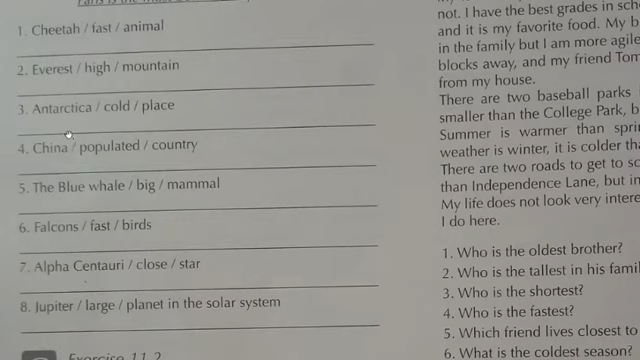 1. Cheetah / fast / animal
2. Everest / high / mountain
3. Antarctica / cold / place
4. China / populated / country
5. The Blue whale / big / mammal
6. Falcons / fast / birds
7. Alpha Centauri / close / star
8. Jupiter / large / planet in the solar system
Exercise 11.2
not. I have the best grades in
and it is my favorite food. My
in the family but I am more agile
blocks away, and my friend Tom
from my house.
There are two baseball parks
smaller than the College Park,
Summer is warmer than
weather is winter, it is colder
There are two roads to get to
than Independence Lane, but
My life does not look very
I do here.
1. Who is the oldest brother?
2. Who is the tallest in his
3. Who is the shortest?
4. Who is the fastest?
5. Which friend lives closest to
6. What is the coldest season?